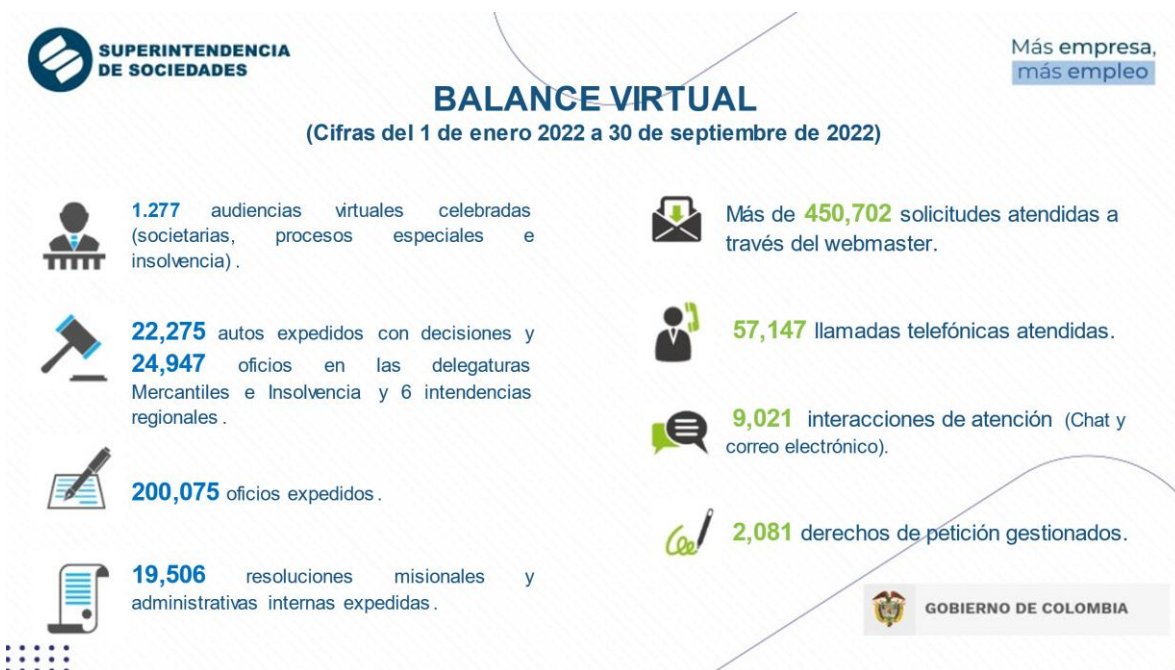 SUPERINTENDENCIA
DE SOCIEDADES
Más empresa,
más empleo
BALANCE VIRTUAL
(Cifras del 1 de enero 2022 a 30 de septiembre de 2022)
1.277 audiencias virtuales celebradas
(societarias, procesos especiales e
insolvencia) .
22,275 autos expedidos con decisiones y
24,947 oficios en las delegaturas
Mercantiles e Insolvencia y 6 intendencias
regionales .
200,075 oficios expedidos .
19,506 resoluciones misionales y
administrativas internas expedidas .
Más de 450,702 solicitudes atendidas a
través del webmaster.
57,147 llamadas telefónicas atendidas.
9,021 interacciones de atención (Chat y
correo electrónico).
2,081 derechos de petición gestionados.
GOBIERNO DE COLOMBIA